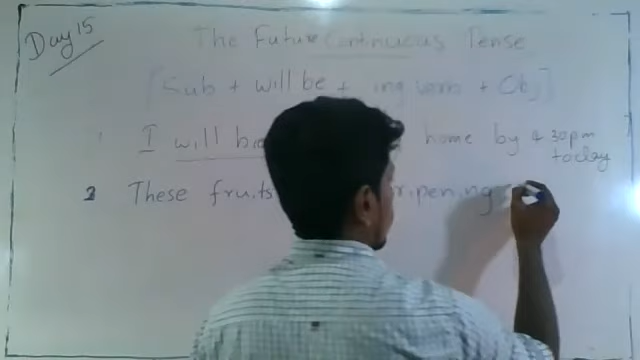 Day 15
The Future Continuous Tense
[Sub + will be + ing verb + Obj]
1 I will home by 4 30pm today
2 These fruits ripening